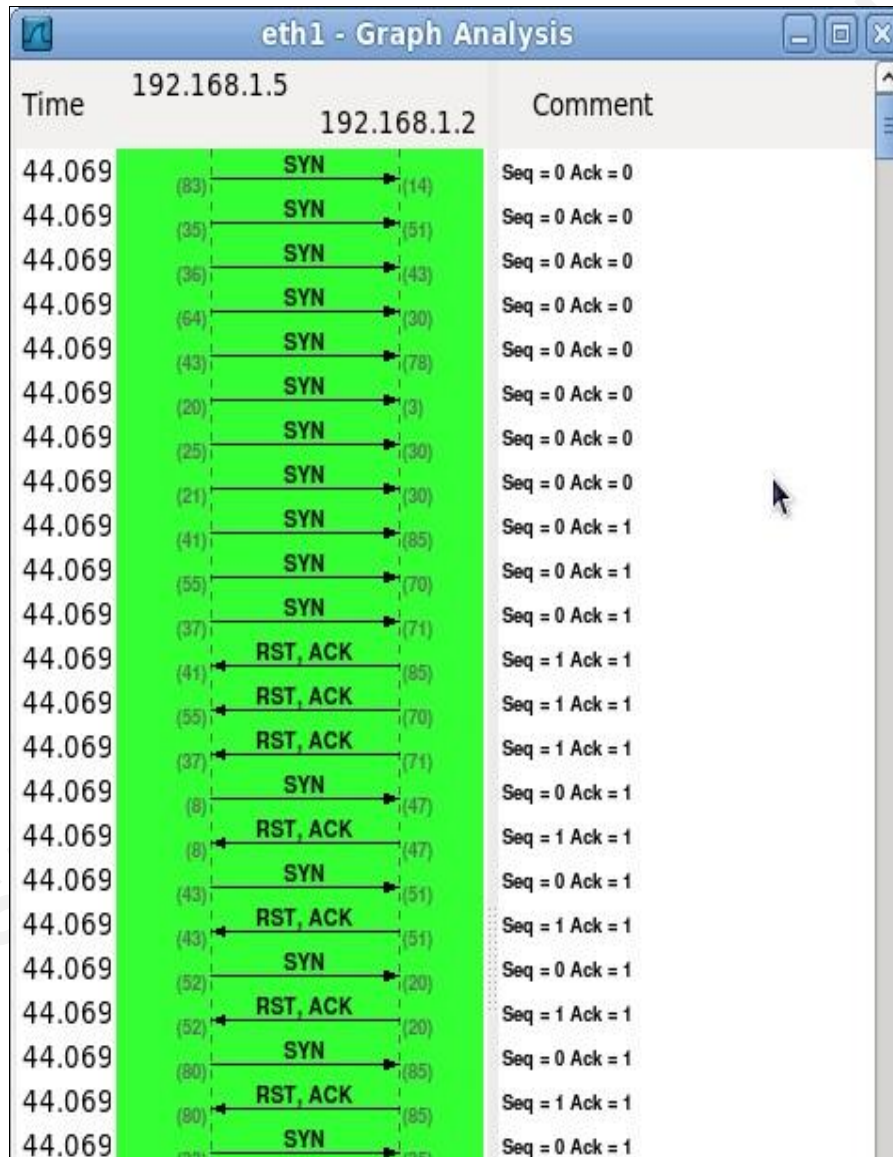 eth1 - Graph Analysis
Time 192.168.1.5 192.168.1.2 Comment
44.069 (83) SYN (14) Seq = 0 Ack = 0
44.069 (35) SYN (51) Seq = 0 Ack = 0
44.069 (36) SYN (43) Seq = 0 Ack = 0
44.069 (64) SYN (30) Seq = 0 Ack = 0
44.069 (43) SYN (78) Seq = 0 Ack = 0
44.069 (20) SYN (3) Seq = 0 Ack = 0
44.069 (25) SYN (30) Seq = 0 Ack = 0
44.069 (21) SYN (30) Seq = 0 Ack = 0
44.069 (41) SYN (85) Seq = 0 Ack = 1
44.069 (55) SYN (70) Seq = 0 Ack = 1
44.069 (37) SYN (71) Seq = 0 Ack = 1
44.069 (41) RST, ACK (85) Seq = 1 Ack = 1
44.069 (55) RST, ACK (70) Seq = 1 Ack = 1
44.069 (37) RST, ACK (71) Seq = 1 Ack = 1
44.069 (8) SYN (47) Seq = 0 Ack = 1
44.069 (8) RST, ACK (47) Seq = 1 Ack = 1
44.069 (43) SYN (51) Seq = 0 Ack = 1
44.069 (43) RST, ACK (51) Seq = 1 Ack = 1
44.069 (52) SYN (20) Seq = 0 Ack = 1
44.069 (52) RST, ACK (20) Seq = 1 Ack = 1
44.069 (80) SYN (85) Seq = 0 Ack = 1
44.069 (80) RST, ACK (85) Seq = 1 Ack = 1
44.069 SYN Seq = 0 Ack = 1